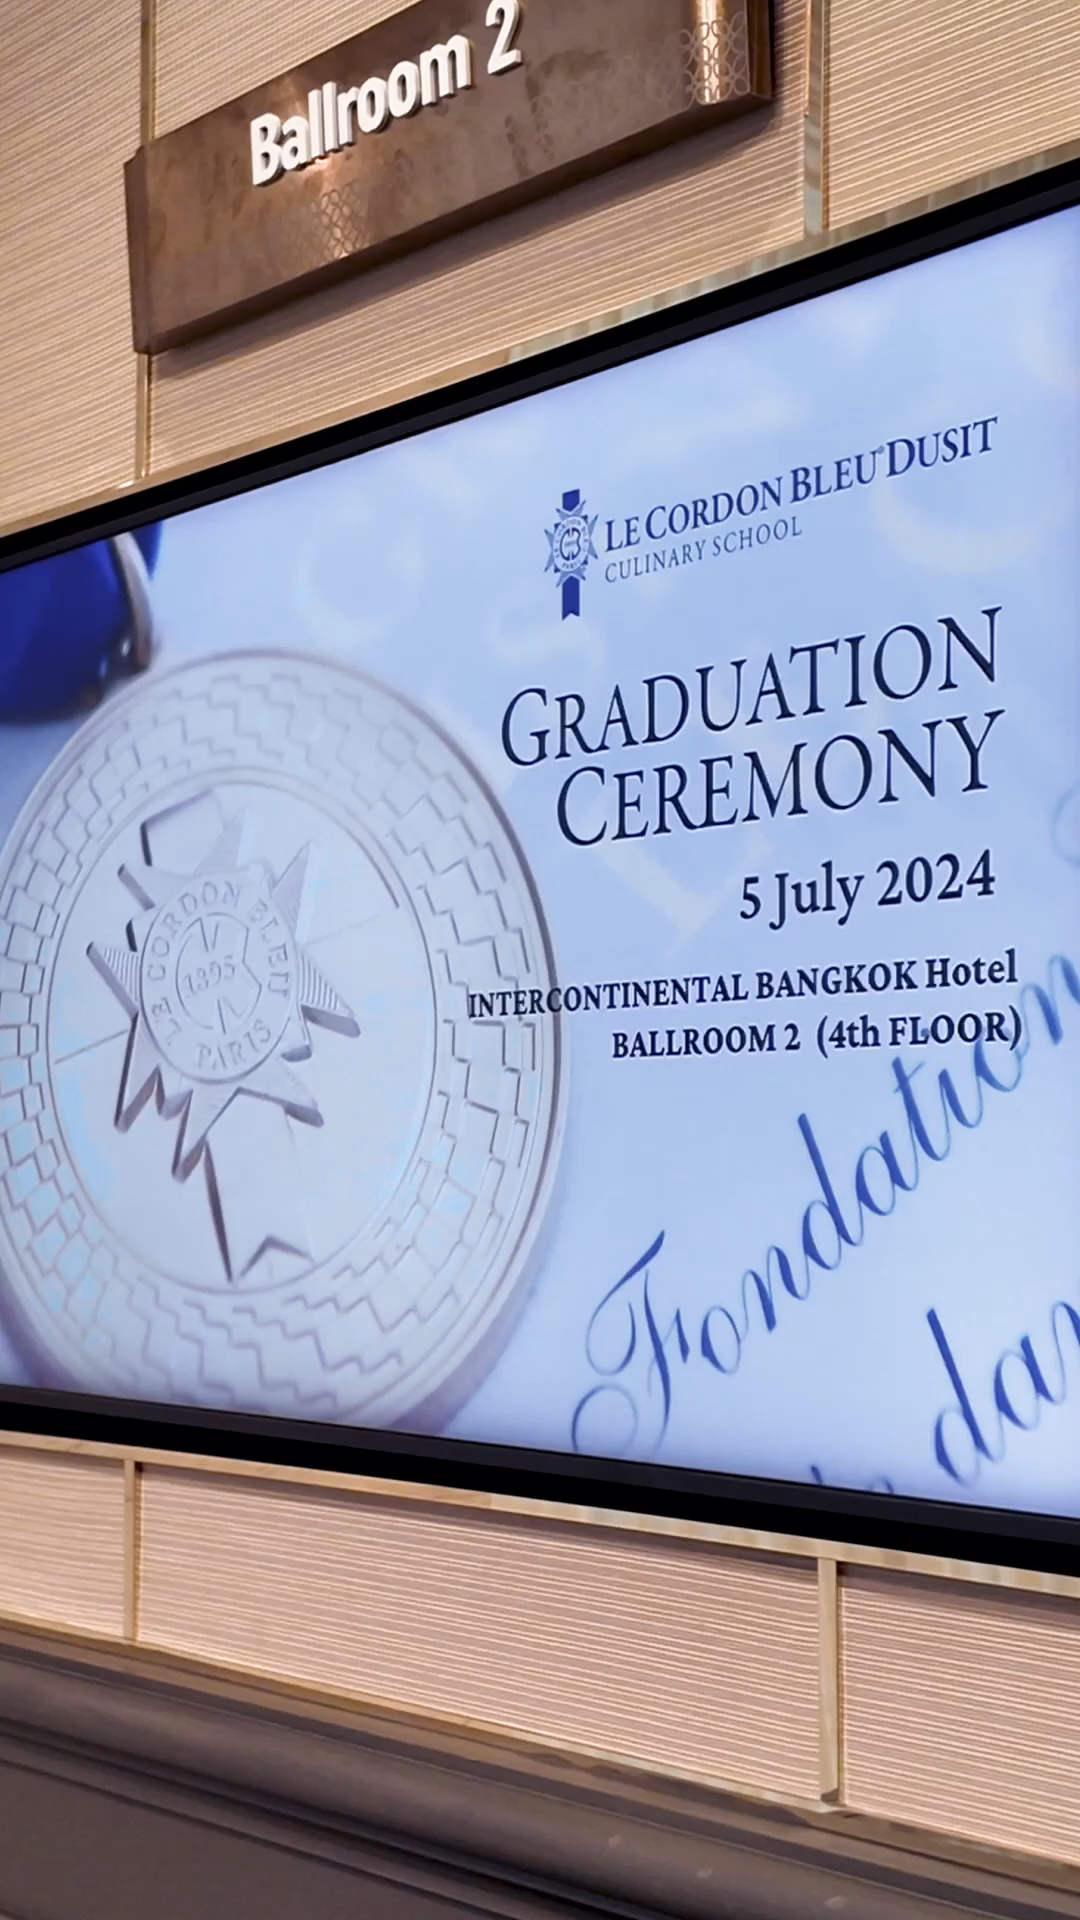 Ballroom 2
LE CORDON BLEU® DUSIT
CULINARY SCHOOL
GRADUATION
CEREMONY
5 July 2024
INTERCONTINENTAL BANGKOK Hotel
BALLROOM 2 (4th FLOOR)
LE CORDON BLEU
1895
PARIS
Fondation